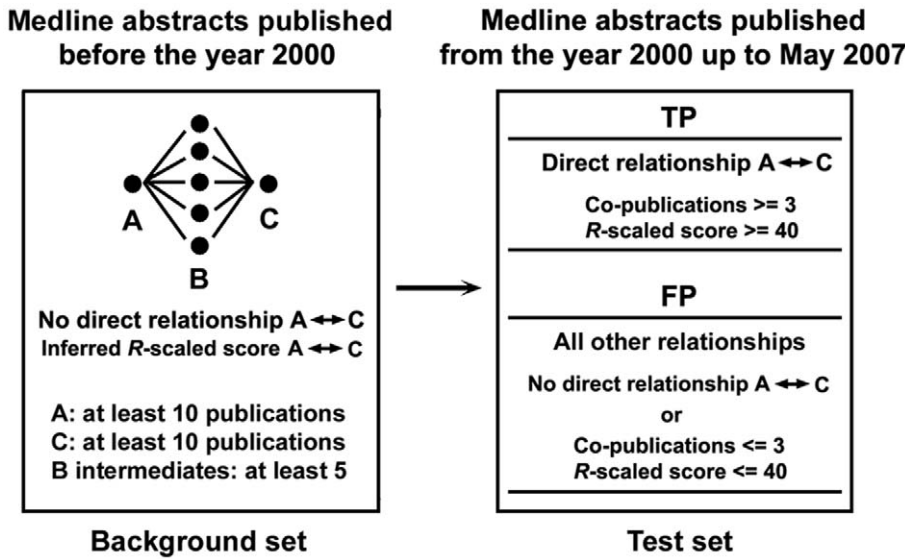 Medline abstracts published
before the year 2000
A
C
B
No direct relationship A ↔ C
Inferred R-scaled score A ↔ C
A: at least 10 publications
C: at least 10 publications
B intermediates: at least 5
Background set
Medline abstracts published
from the year 2000 up to May 2007
TP
Direct relationship A ↔ C
Co-publications >= 3
R-scaled score >= 40
FP
All other relationships
No direct relationship A ↔ C
or
Co-publications <= 3
R-scaled score <= 40
Test set